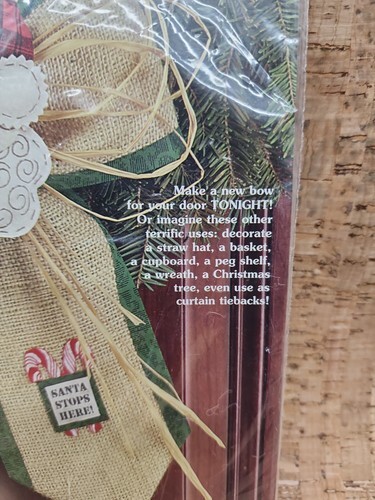 Make a new bow
for your door TONIGHT!
Or imagine these other
terrific uses: decorate
a straw hat, a basket,
a cupboard, a peg shelf,
a wreath, a Christmas
tree, even use as
curtain tiebacks!
SANTA
STOPS
HERE!